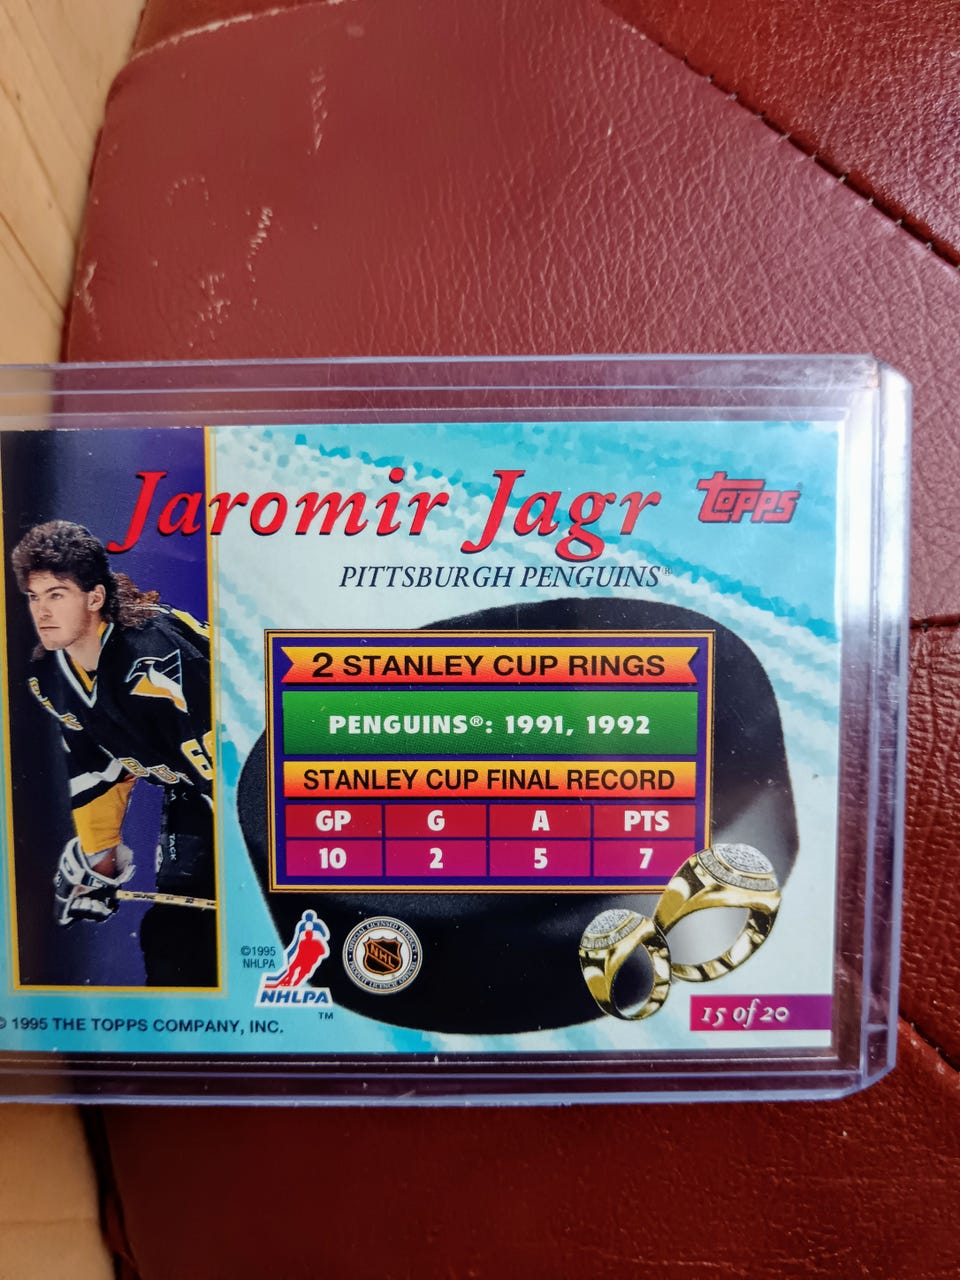 Jaromir Jagr
TOPPS
PITTSBURGH PENGUINS®
2 STANLEY CUP RINGS
PENGUINS®: 1991, 1992
STANLEY CUP FINAL RECORD
GP G A PTS
10 2 5 7
©1995
NHLPA
NHLPA
™
NHL
15 of 20
© 1995 THE TOPPS COMPANY, INC.